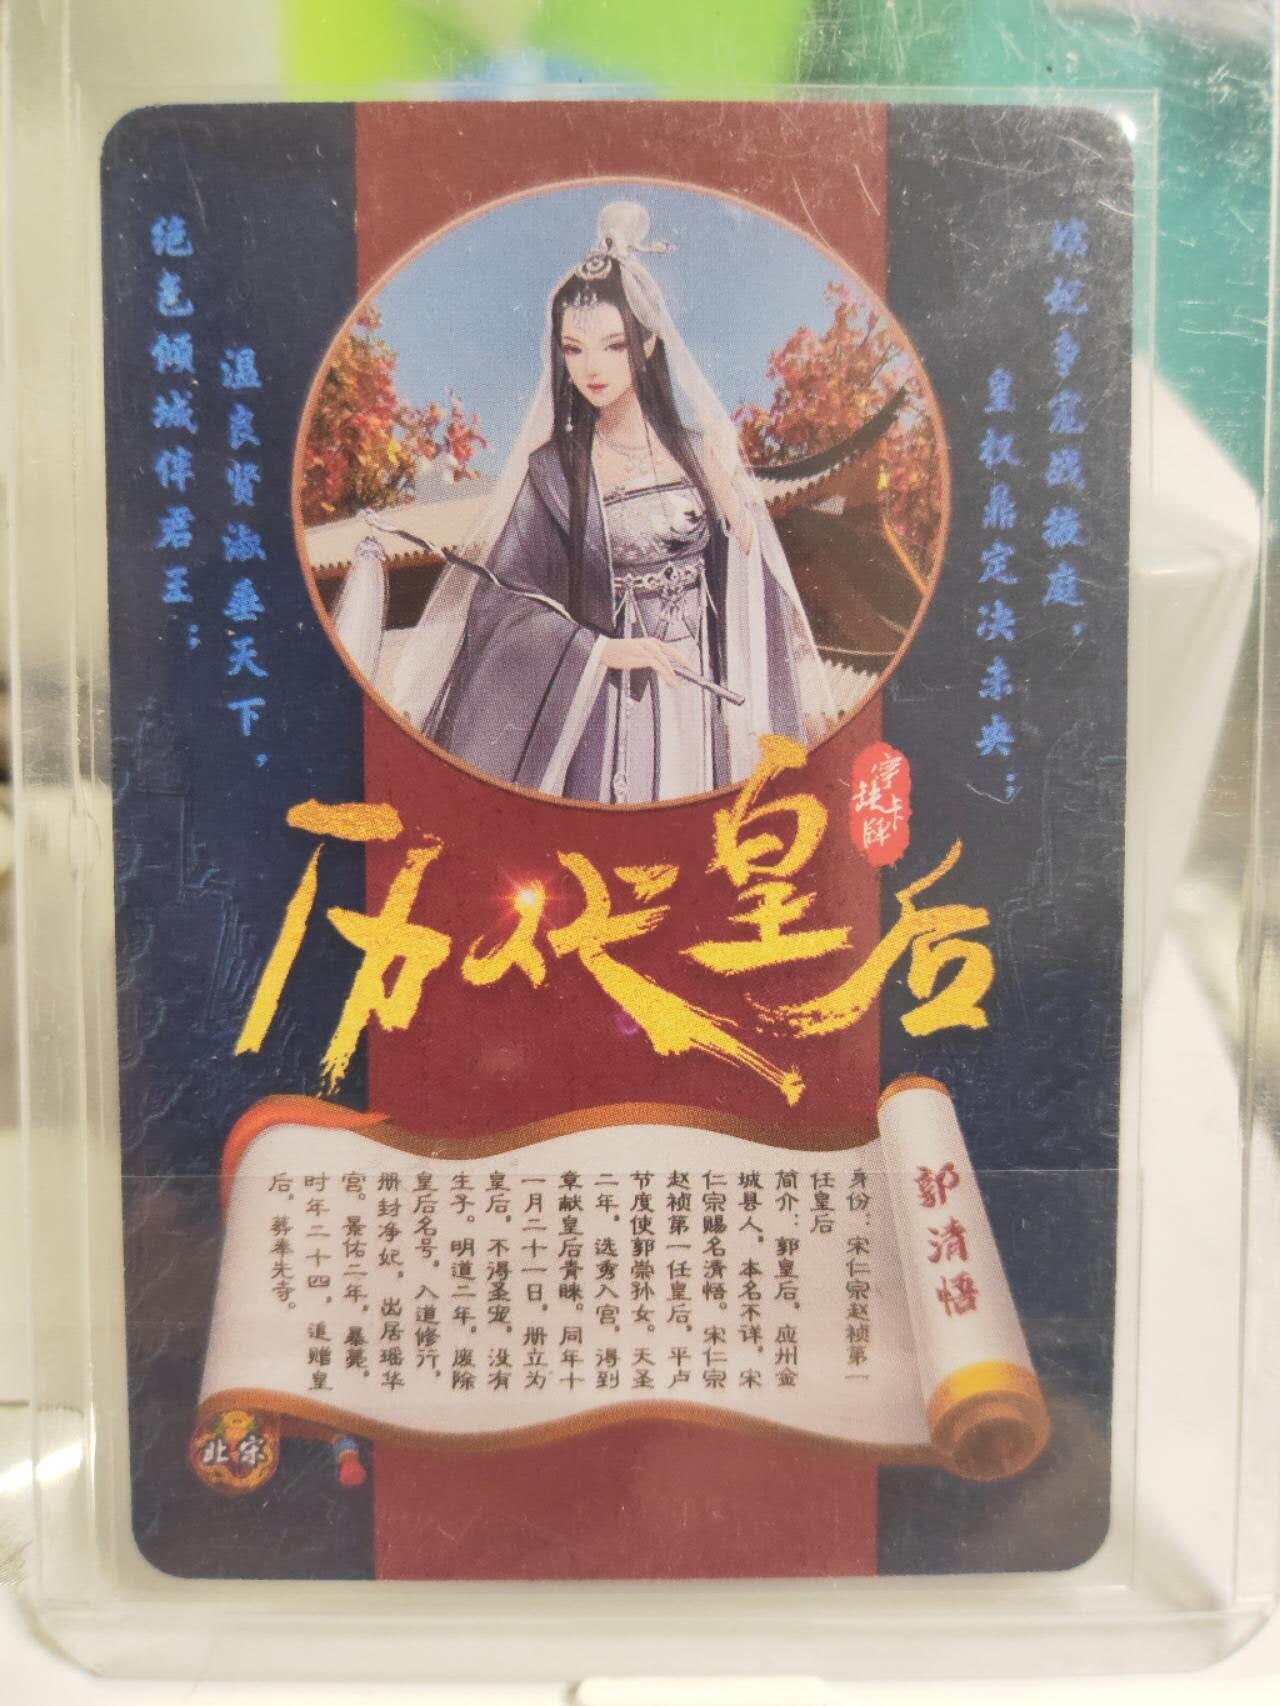 嫔妃争寇战掖庭，
皇权鼎定决未央；
温良贤淑垂天下，
绝色倾城伴君王；
历代皇后
卡牌
郭清悟
身份：宋仁宗赵祯第一
任皇后
简介：郭皇后，应州金
城县人，本名不详，宋
仁宗赐名清悟。宋仁宗
赵祯第一任皇后，平卢
节度使郭崇孙女。天圣
二年，选秀入宫，得到
章献皇后青睐。同年十
一月二十一日，册立为
皇后，不得圣宠，没有
生子。明道二年，废除
皇后名号，入道修行，
册封净妃，出居瑶华
宫。景佑二年，暴薨，
时年二十四，追赠皇
后，葬奉先寺。
北宋